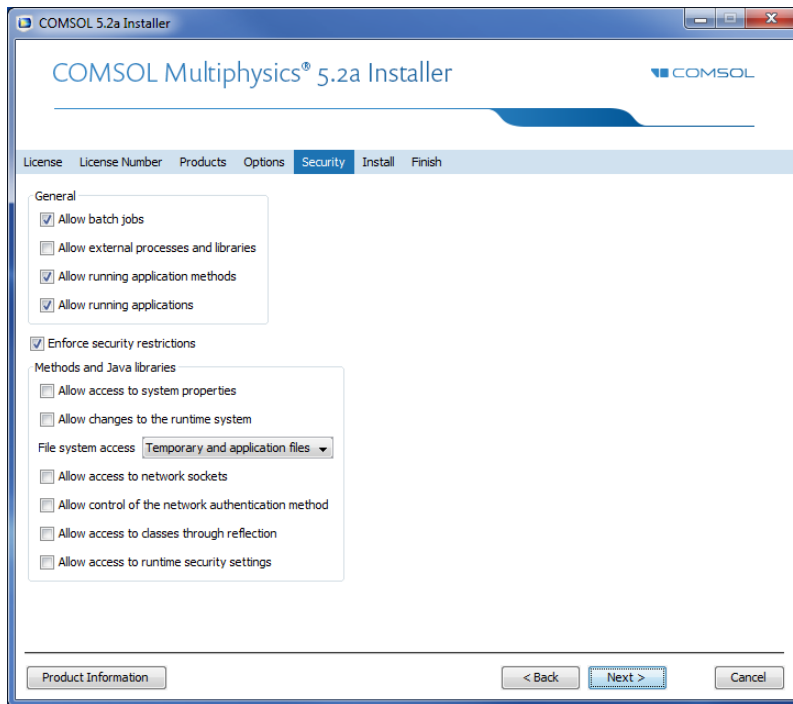 COMSOL 5.2a Installer
COMSOL Multiphysics® 5.2a Installer
COMSOL
License License Number Products Options Security Install Finish
General
Allow batch jobs
Allow external processes and libraries
Allow running application methods
Allow running applications
Enforce security restrictions
Methods and Java libraries
Allow access to system properties
Allow changes to the runtime system
File system access Temporary and application files
Allow access to network sockets
Allow control of the network authentication method
Allow access to classes through reflection
Allow access to runtime security settings
Product Information < Back Next > Cancel